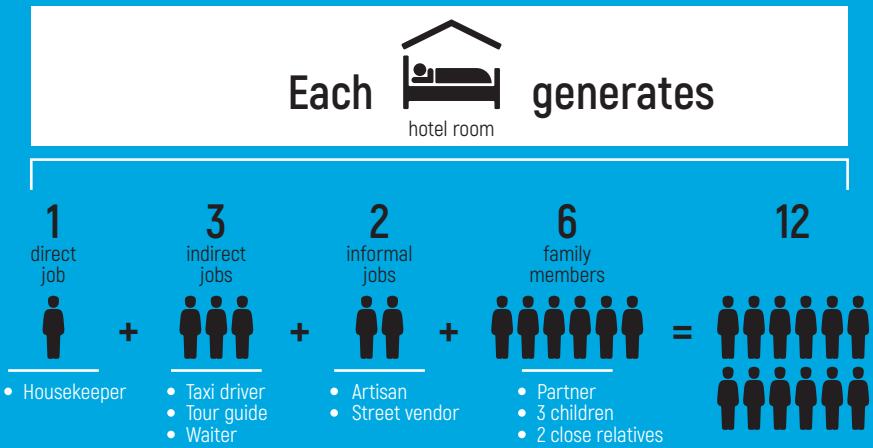 Each generates
hotel room
1
direct
job
+
3
indirect
jobs
+
2
informal
jobs
+
6
family
members
=
12
• Housekeeper
• Taxi driver
• Tour guide
• Waiter
• Artisan
• Street vendor
• Partner
• 3 children
• 2 close relatives